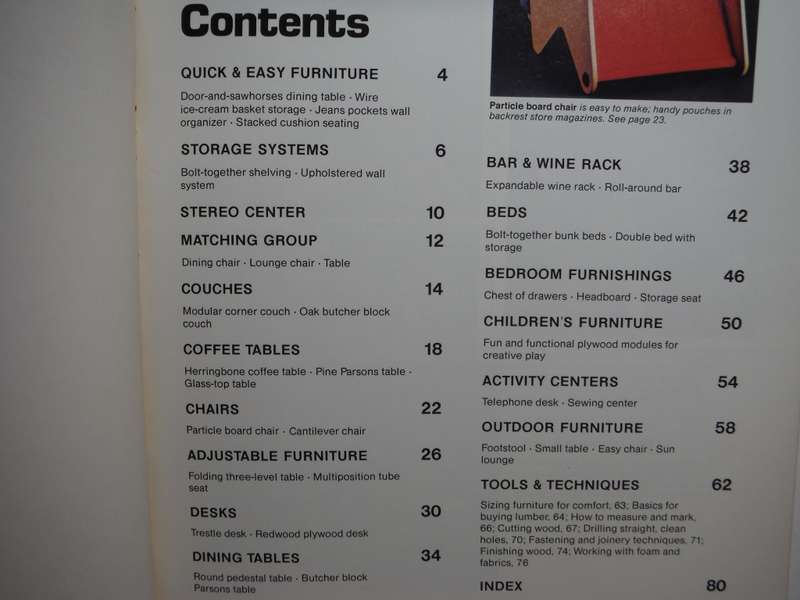 Contents
QUICK & EASY FURNITURE 4
Door-and-sawhorses dining table · Wire
ice-cream basket storage · Jeans pockets wall
organizer · Stacked cushion seating
STORAGE SYSTEMS 6
Bolt-together shelving · Upholstered wall
system
STEREO CENTER 10
MATCHING GROUP 12
Dining chair · Lounge chair · Table
COUCHES 14
Modular corner couch · Oak butcher block
couch
COFFEE TABLES 18
Herringbone coffee table · Pine Parsons table ·
Glass-top table
CHAIRS 22
Particle board chair · Cantilever chair
ADJUSTABLE FURNITURE 26
Folding three-level table · Multiposition tube
seat
DESKS 30
Trestle desk · Redwood plywood desk
DINING TABLES 34
Round pedestal table · Butcher block
Parsons table
Particle board chair is easy to make; handy pouches in
backrest store magazines. See page 23.
BAR & WINE RACK 38
Expandable wine rack · Roll-around bar
BEDS 42
Bolt-together bunk beds · Double bed with
storage
BEDROOM FURNISHINGS 46
Chest of drawers · Headboard · Storage seat
CHILDREN'S FURNITURE 50
Fun and functional plywood modules for
creative play
ACTIVITY CENTERS 54
Telephone desk · Sewing center
OUTDOOR FURNITURE 58
Footstool · Small table · Easy chair · Sun
lounge
TOOLS & TECHNIQUES 62
Sizing furniture for comfort, 63; Basics for
buying lumber, 64; How to measure and mark,
66; Cutting wood, 67; Drilling straight, clean
holes, 70; Fastening and joinery techniques, 71;
Finishing wood, 74; Working with foam and
fabrics, 76
INDEX 80